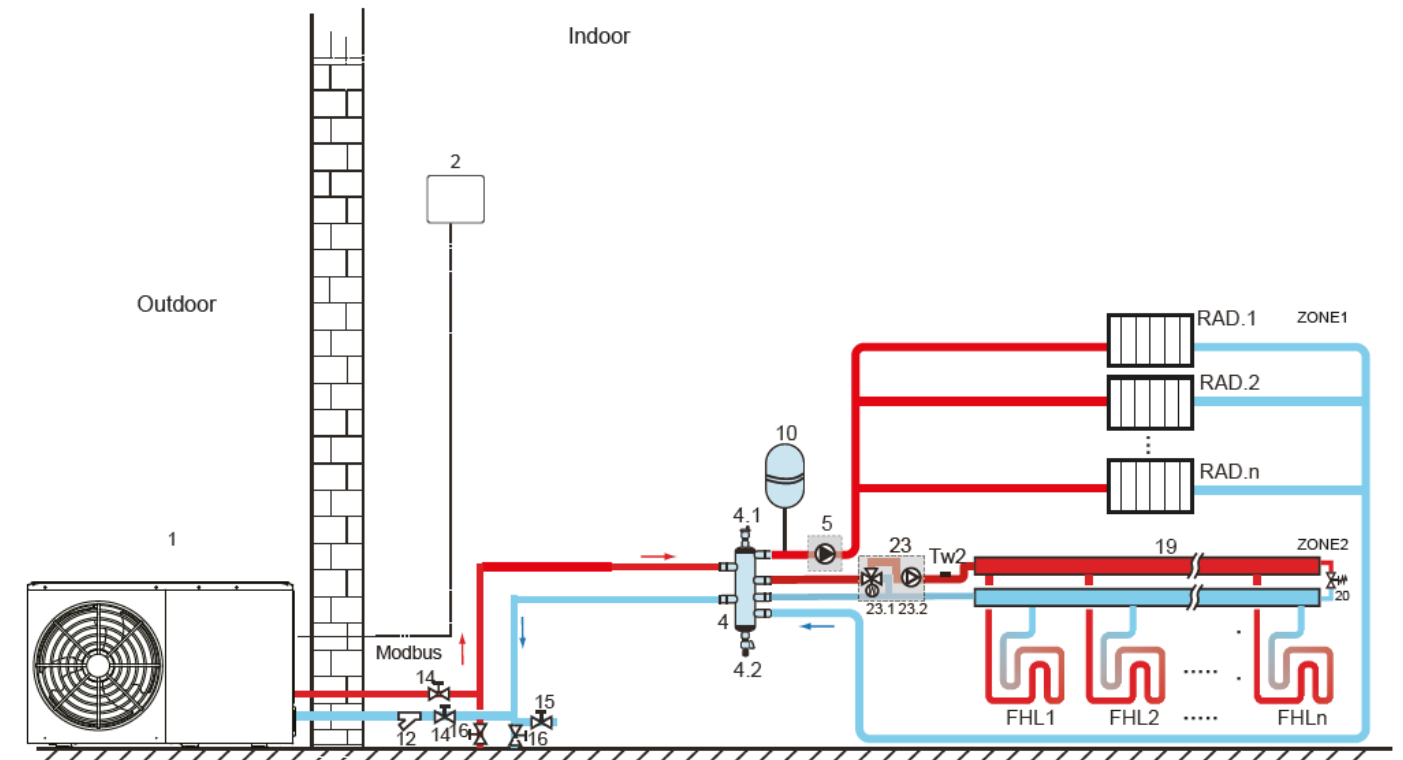 Indoor
2
Outdoor
RAD.1
ZONE1
RAD.2
10
RAD.n
4.1
5
1
23
Tw2
19
ZONE2
20
23.1
23.2
4
Modbus
4.2
14
15
12
14
16
16
FHL1
FHL2
.....
FHLn